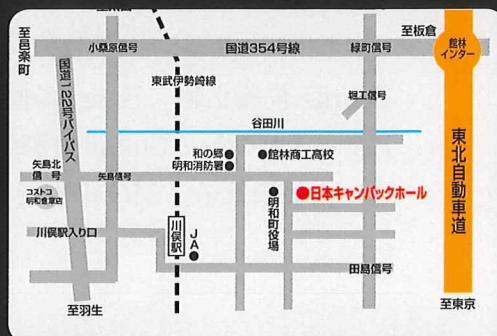 至邑楽町
小桑原信号
国道354号線
緑町信号
至板倉
館林
インター
国道122号バイパス
東武伊勢崎線
堀工信号
谷田川
和の郷
明和消防署
館林商工高校
東北自動車道
矢島北
信号
矢島信号
コストコ
明和倉庫店
日本キャンパックホール
明和町役場
川俣駅入り口
川俣駅
JA
田島信号
至羽生
至東京